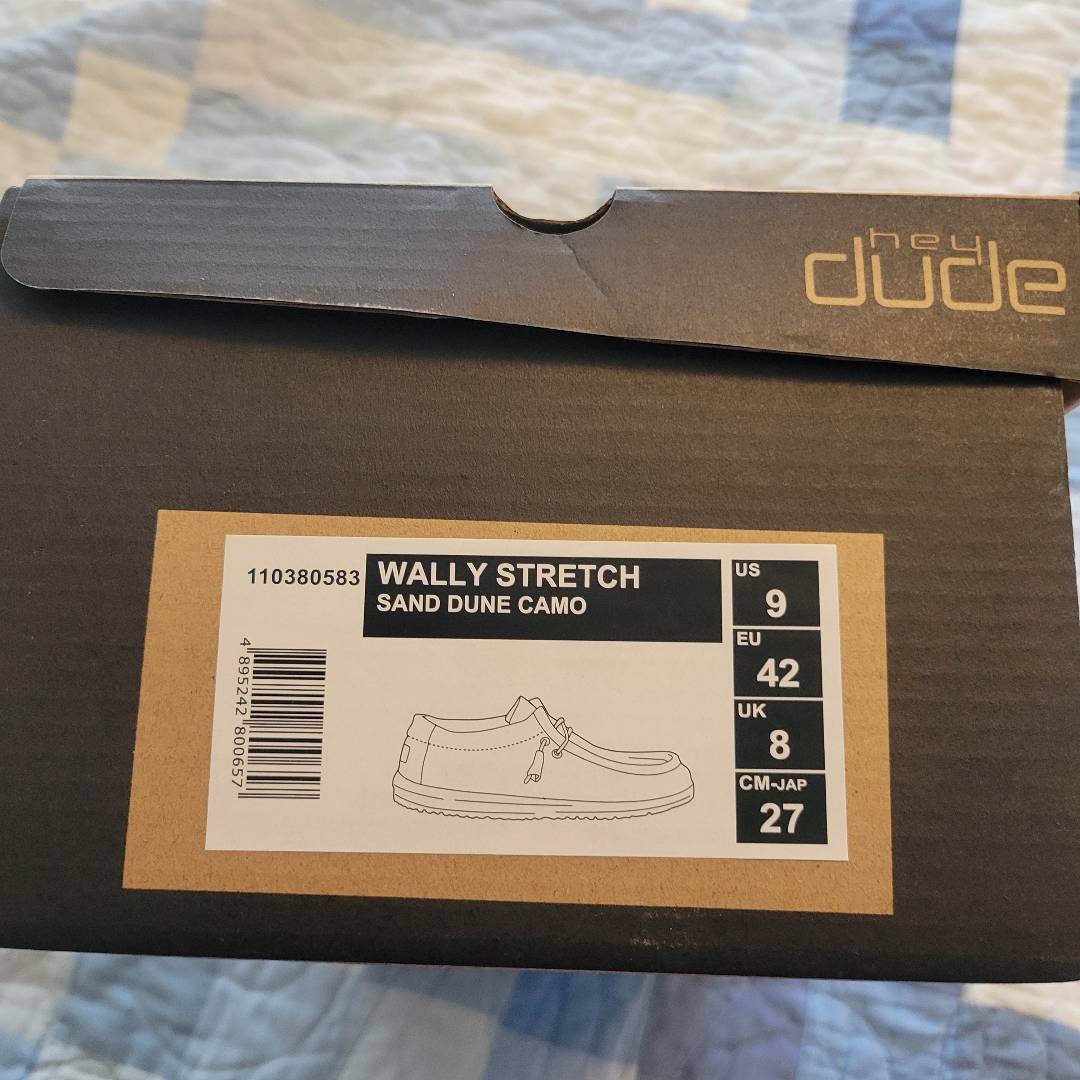 hey
dude
110380583
WALLY STRETCH
SAND DUNE CAMO
US
9
EU
42
UK
8
CM-JAP
27
4 895242 800657